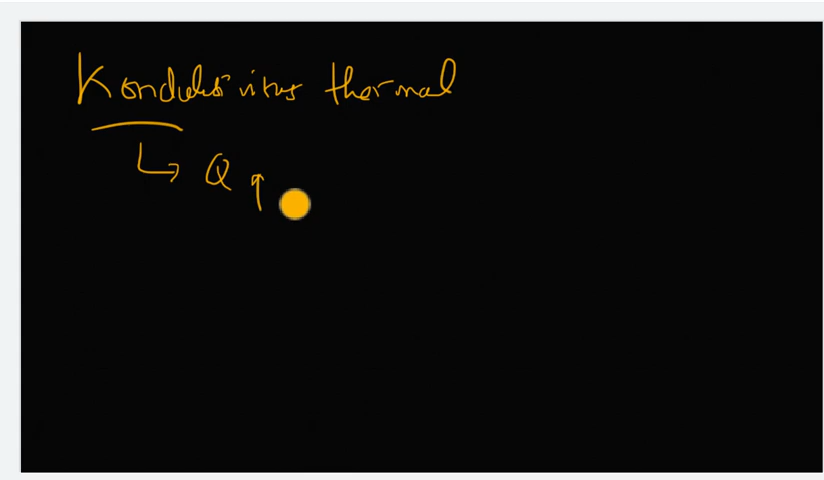 Konduktivitas thermal
↳ Q ↑